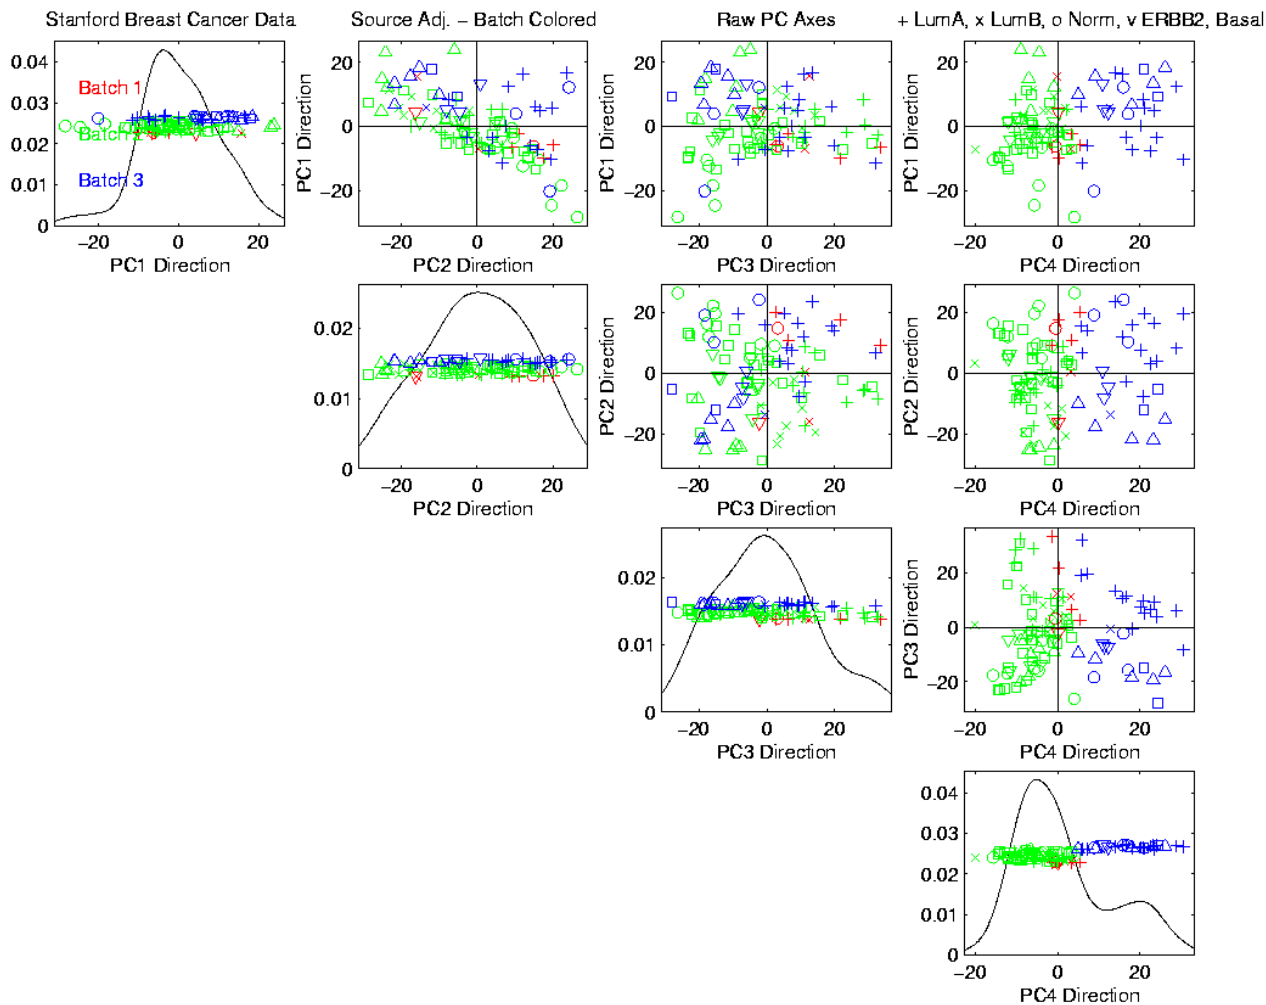 Stanford Breast Cancer Data
Source Adj. − Batch Colored
Raw PC Axes
+ LumA, x LumB, o Norm, v ERBB2, Basal
0.04
0.03
0.02
0.01
0
Batch 1
Batch 2
Batch 3
−20 0 20
PC1 Direction
PC1 Direction
20
0
−20
−20 0 20
PC2 Direction
PC1 Direction
20
0
−20
−20 0 20
PC3 Direction
PC1 Direction
20
0
−20
−20 0 20
PC4 Direction
0.02
0.01
0
−20 0 20
PC2 Direction
PC2 Direction
20
0
−20
−20 0 20
PC3 Direction
PC2 Direction
20
0
−20
−20 0 20
PC4 Direction
0.02
0.01
0
−20 0 20
PC3 Direction
PC3 Direction
20
0
−20
−20 0 20
PC4 Direction
0.04
0.03
0.02
0.01
0
−20 0 20
PC4 Direction